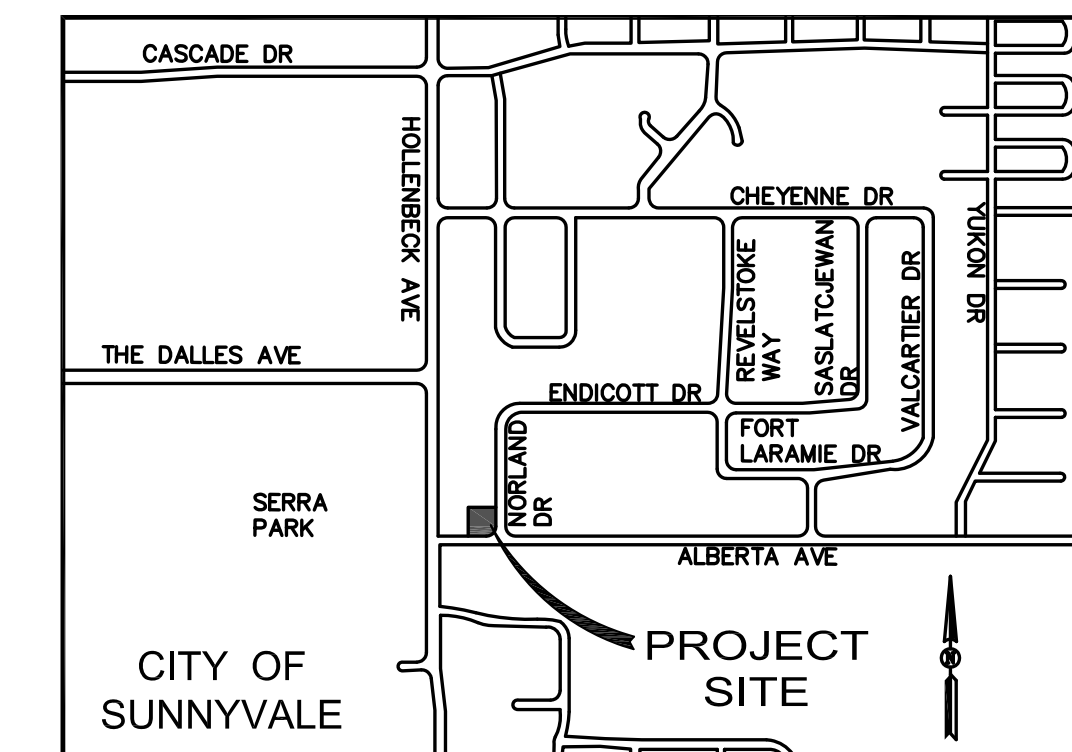 CASCADE DR
HOLLENBECK AVE
CHEYENNE DR
YUKON DR
REVELSTOKE
WAY
SASLATCJEWAN
DR
VALCARTIER DR
THE DALLES AVE
ENDICOTT DR
FORT
LARAMIE DR
NORLAND
DR
SERRA
PARK
ALBERTA AVE
PROJECT
SITE
N
CITY OF
SUNNYVALE